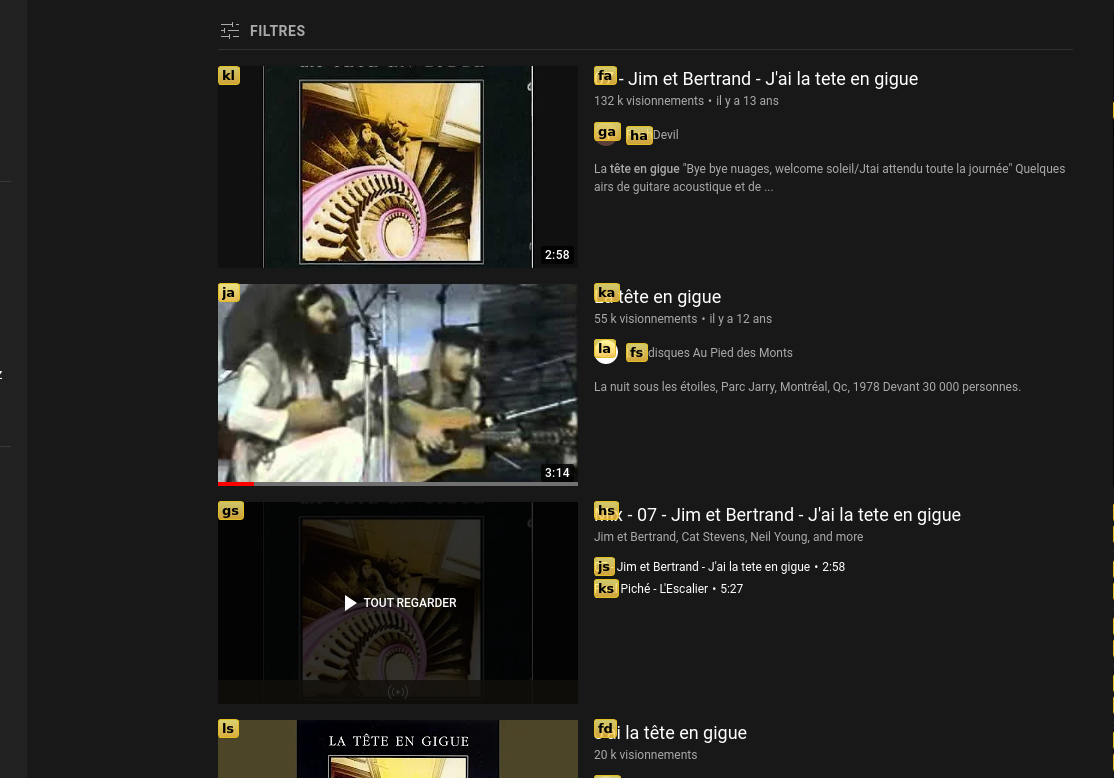 FILTRES
kl
fa - Jim et Bertrand - J'ai la tete en gigue
132 k visionnements • il y a 13 ans
ga ha Devil
La tête en gigue "Bye bye nuages, welcome soleil/Jtai attendu toute la journée" Quelques
airs de guitare acoustique et de ...
2:58
ja
ka tête en gigue
55 k visionnements • il y a 12 ans
la fs disques Au Pied des Monts
La nuit sous les étoiles, Parc Jarry, Montréal, Qc, 1978 Devant 30 000 personnes.
3:14
gs
hs - 07 - Jim et Bertrand - J'ai la tete en gigue
Jim et Bertrand, Cat Stevens, Neil Young, and more
js Jim et Bertrand - J'ai la tete en gigue • 2:58
ks Piché - L'Escalier • 5:27
TOUT REGARDER
ls
LA TÊTE EN GIGUE
fd la tête en gigue
20 k visionnements